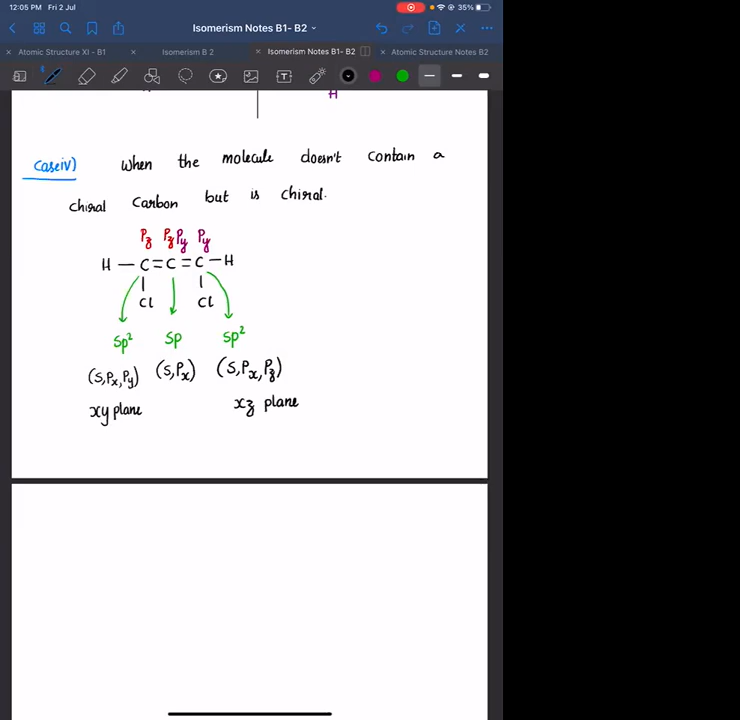 12:05 PM Fri 2 Jul
35%
Isomerism Notes B1- B2
Atomic Structure XI - B1
Isomerism B 2
Isomerism Notes B1- B2
Atomic Structure Notes B2
H
Case iv) When the molecule doesn't contain a
chiral Carbon but is chiral.
Pz Pz Py Py
H — C = C = C — H
Cl Cl
Sp² Sp Sp²
(S, Px, Py) (S, Px) (S, Px, Pz)
xy plane xz plane